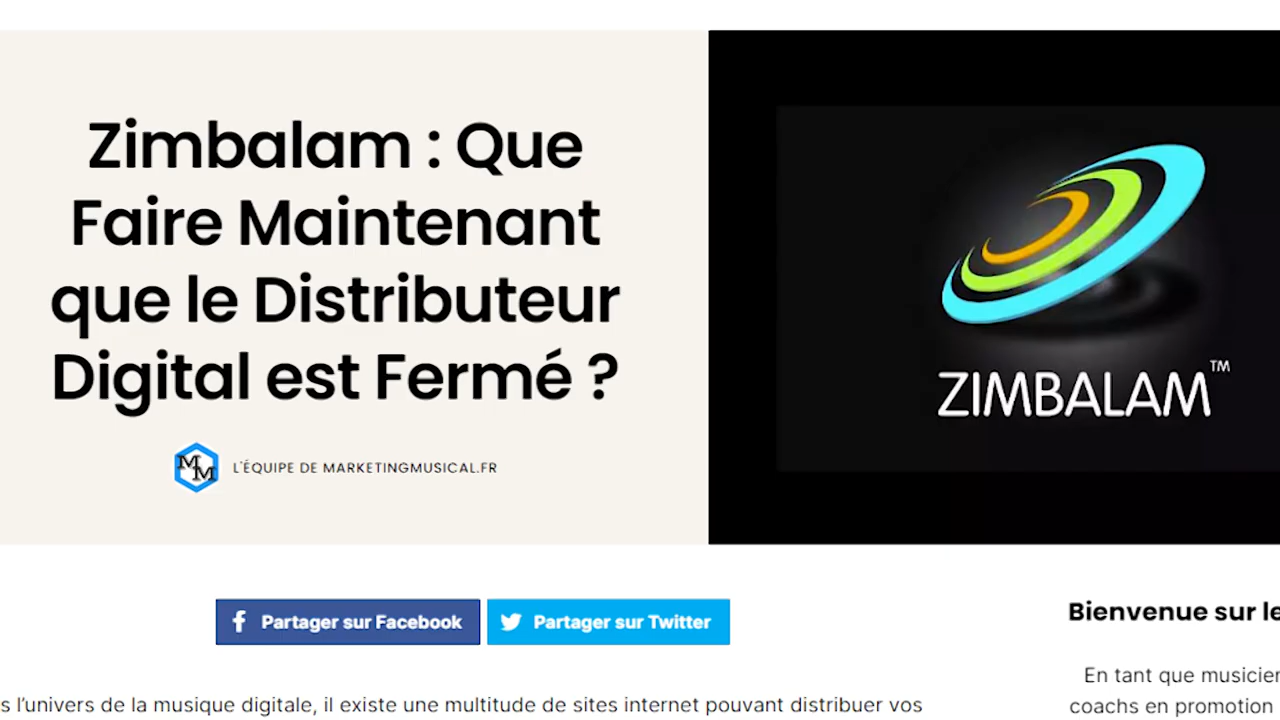 Zimbalam : Que
Faire Maintenant
que le Distributeur
Digital est Fermé ?
MM
L'ÉQUIPE DE MARKETINGMUSICAL.FR
ZIMBALAM™
Partager sur Facebook
Partager sur Twitter
l'univers de la musique digitale, il existe une multitude de sites internet pouvant distribuer vos
Bienvenue sur le
En tant que musicien
coachs en promotion